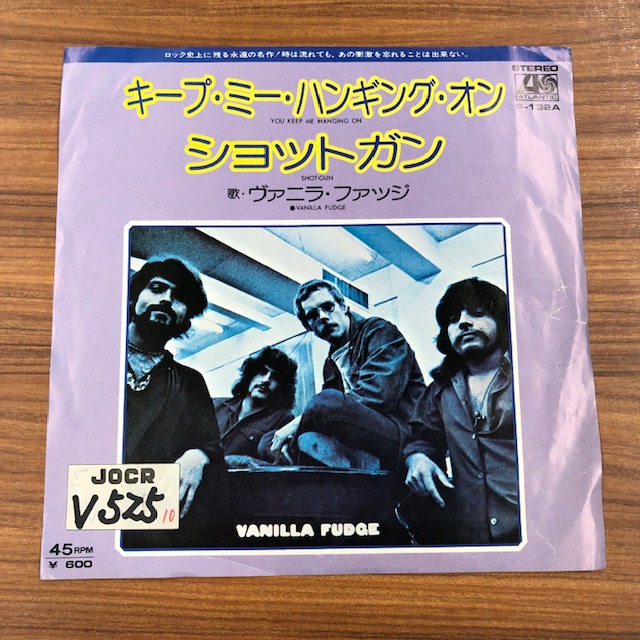 ロック史上に残る永遠の名作！時は流れても、あの衝激を忘れることは出来ない。
STEREO
ATLANTIC
キープ・ミー・ハンギング・オン
YOU KEEP ME HANGING ON
ショットガン
SHOT-GUN
歌・ヴァニラ・ファッジ
●VANILLA FUDGE
JOCR
V525
10
VANILLA FUDGE
45RPM
¥ 600